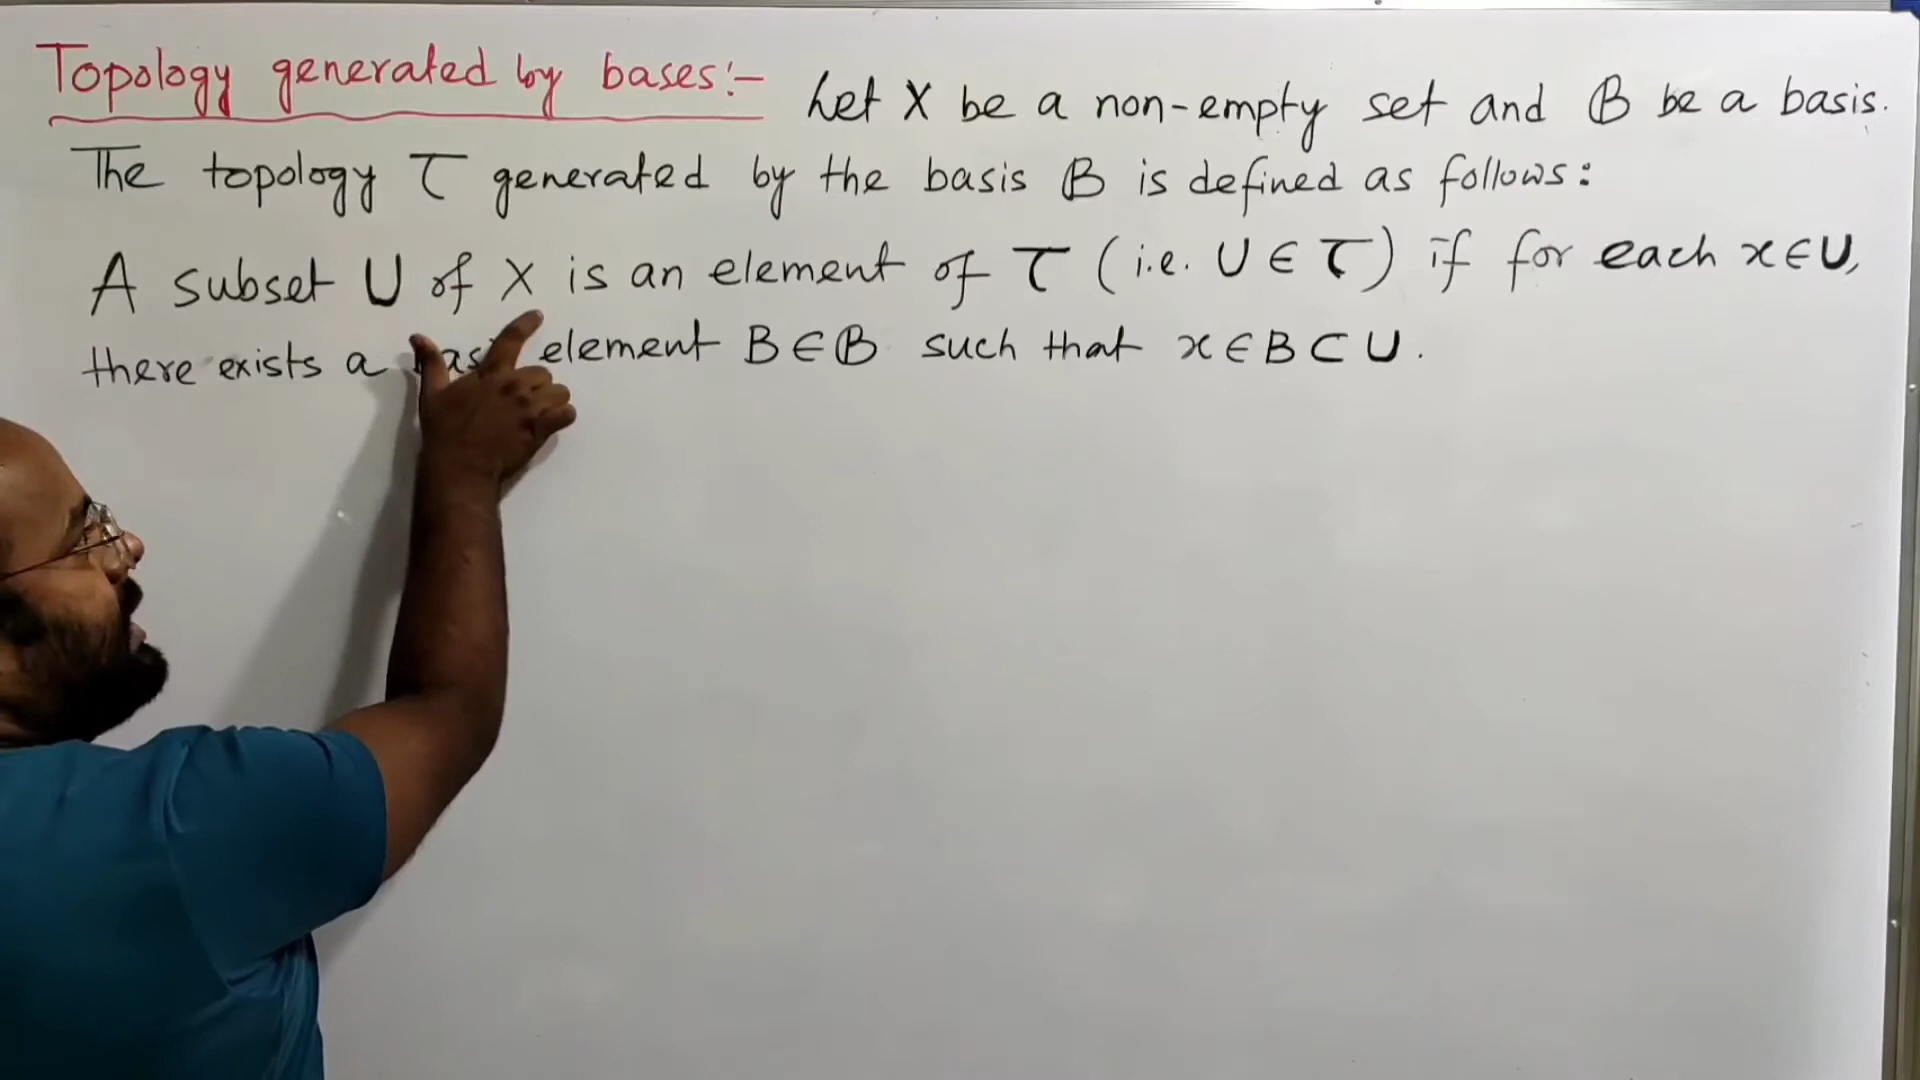 Topology generated by bases:- Let X be a non-empty set and 𝔹 be a basis.
The topology τ generated by the basis 𝔹 is defined as follows:
A subset U of X is an element of τ (i.e. U ∈ τ) if for each x ∈ U,
there exists a element B ∈ 𝔹 such that x ∈ B ⊂ U.